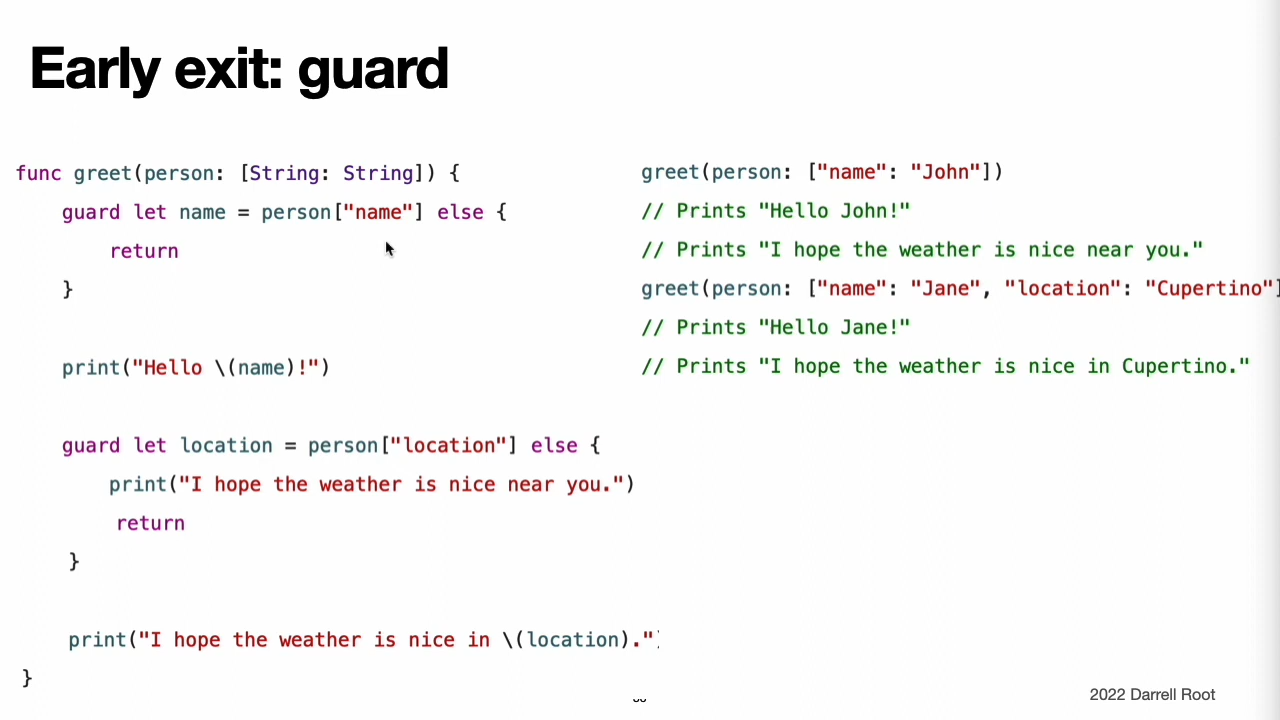 Early exit: guard
func greet(person: [String: String]) {
guard let name = person["name"] else {
return
}
print("Hello \(name)!")
guard let location = person["location"] else {
print("I hope the weather is nice near you.")
return
}
print("I hope the weather is nice in \(location).")
}
greet(person: ["name": "John"])
// Prints "Hello John!"
// Prints "I hope the weather is nice near you."
greet(person: ["name": "Jane", "location": "Cupertino"]
// Prints "Hello Jane!"
// Prints "I hope the weather is nice in Cupertino."
2022 Darrell Root